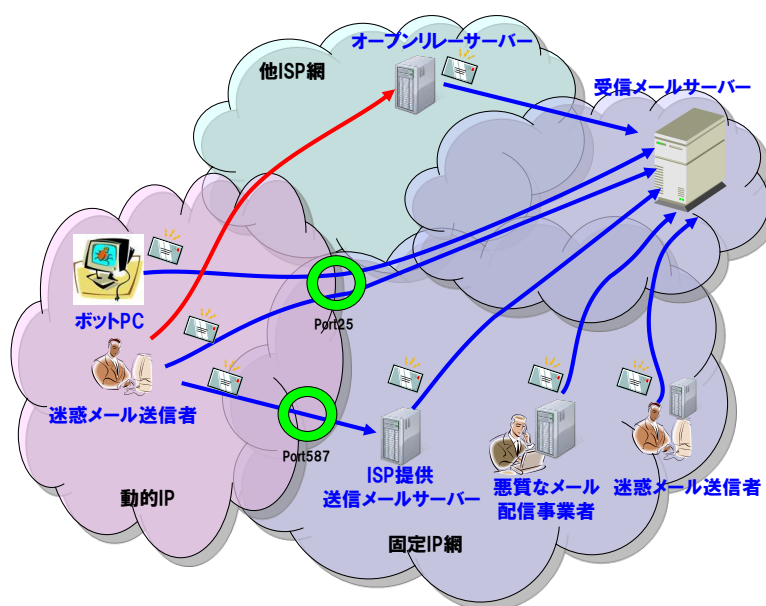 オープンリレーサーバー
他ISP網
受信メールサーバー
ボットPC
Port25
迷惑メール送信者
Port587
ISP提供
送信メールサーバー
悪質なメール
配信事業者
迷惑メール送信者
動的IP
固定IP網